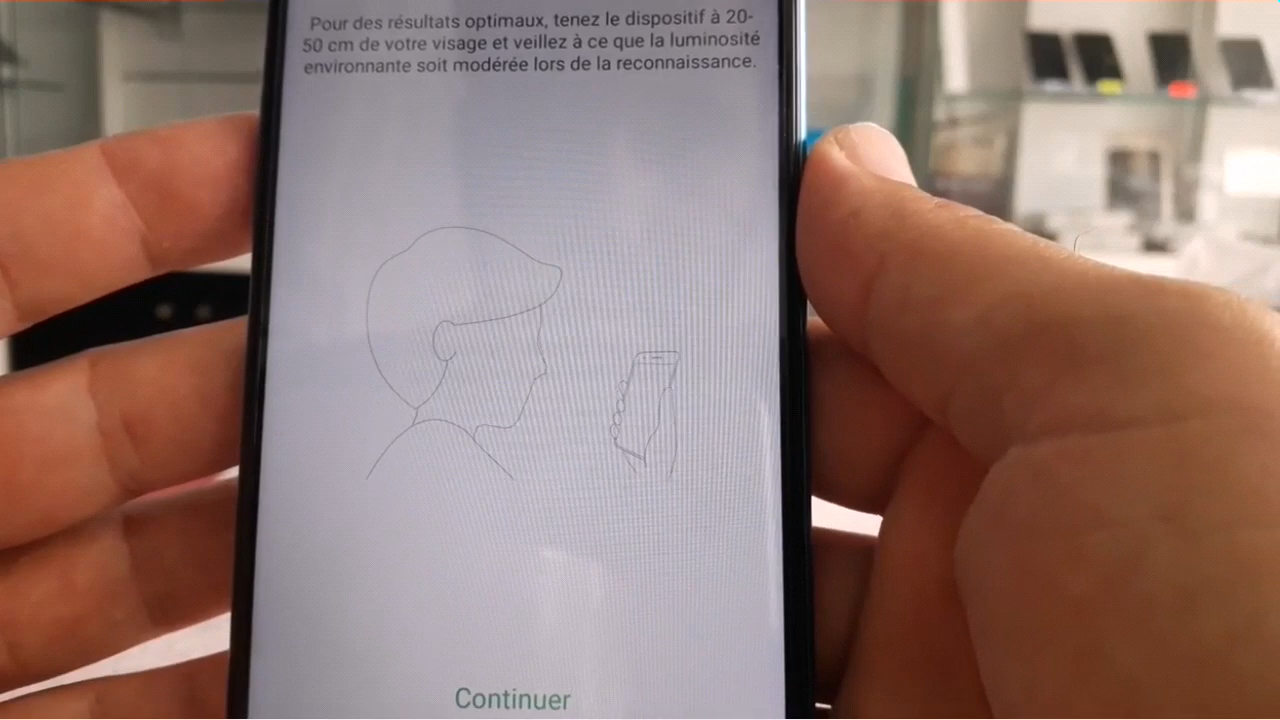 Pour des résultats optimaux, tenez le dispositif à 20-
50 cm de votre visage et veillez à ce que la luminosité
environnante soit modérée lors de la reconnaissance.
Continuer